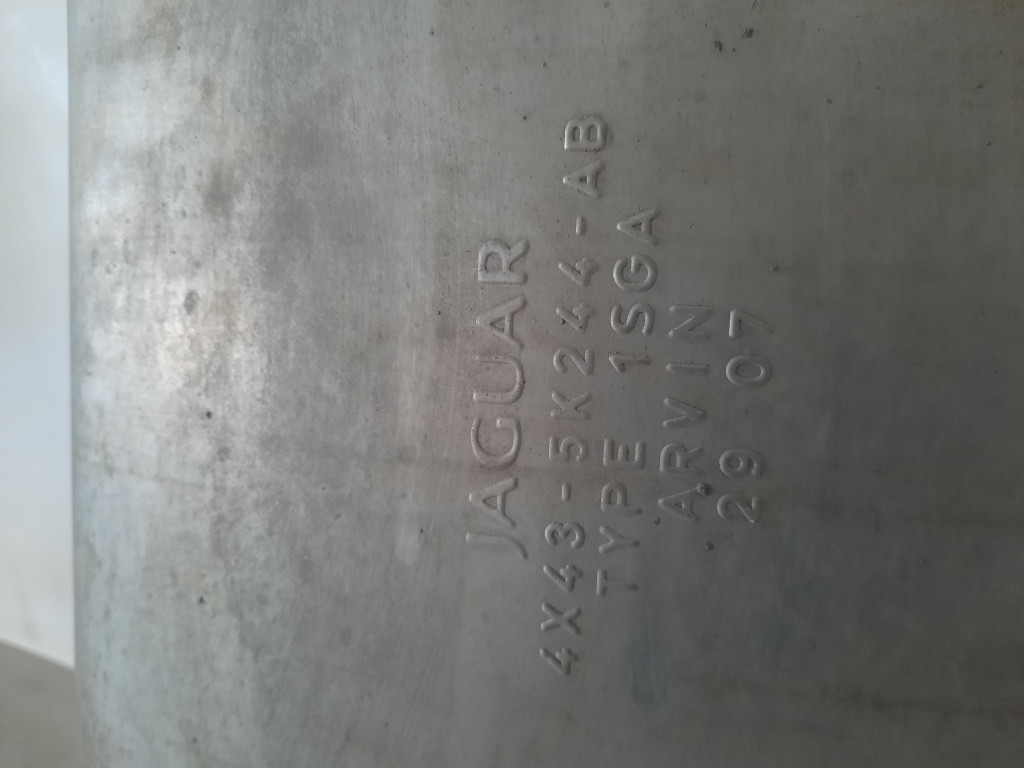 JAGUAR
4X43-5K244-AB
TYPE 1SGA
ARVIN
29 07